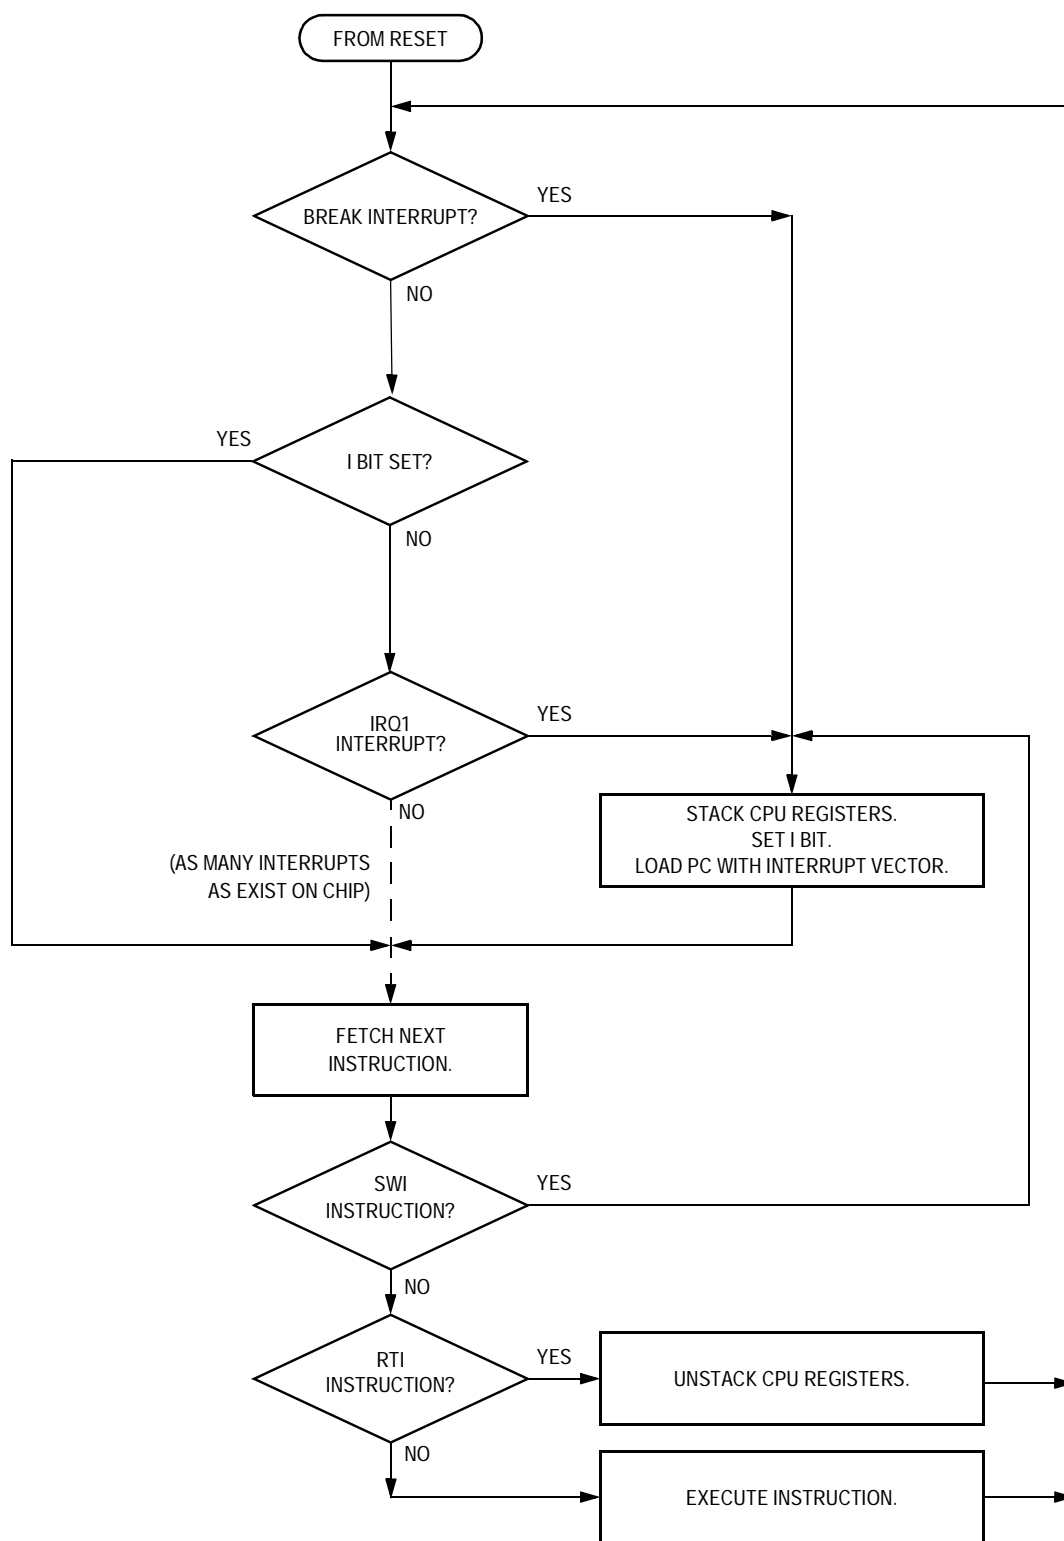 FROM RESET
BREAK INTERRUPT?
YES
NO
YES
I BIT SET?
NO
IRQ1
INTERRUPT?
YES
NO
(AS MANY INTERRUPTS
AS EXIST ON CHIP)
STACK CPU REGISTERS.
SET I BIT.
LOAD PC WITH INTERRUPT VECTOR.
FETCH NEXT
INSTRUCTION.
SWI
INSTRUCTION?
YES
NO
RTI
INSTRUCTION?
YES
UNSTACK CPU REGISTERS.
NO
EXECUTE INSTRUCTION.